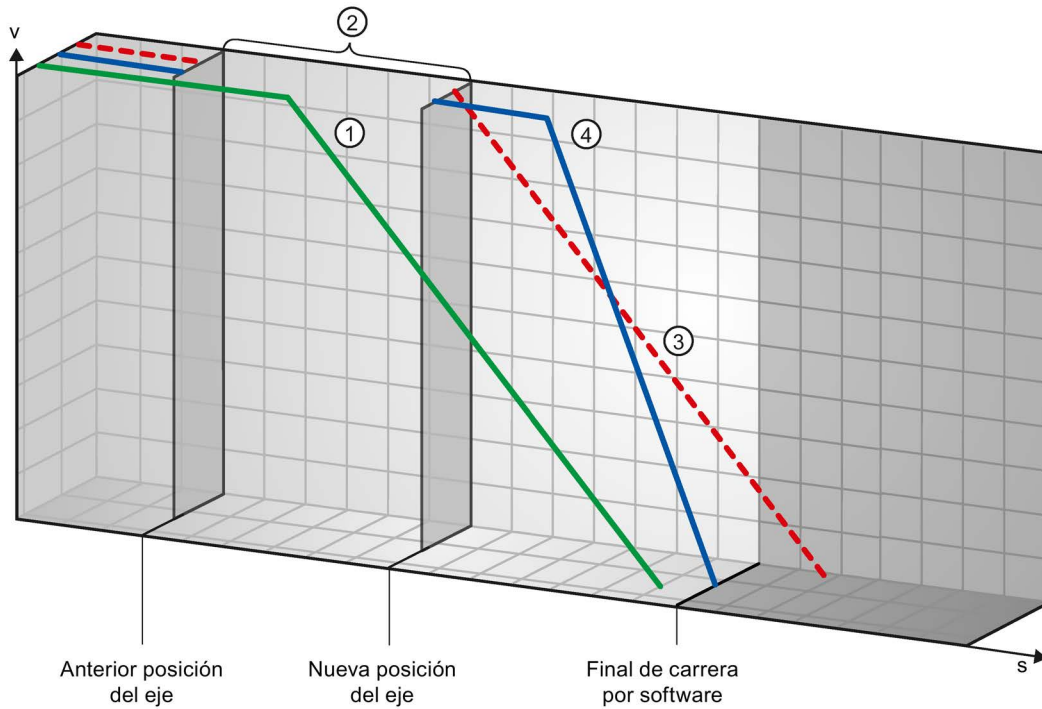 v
②
①
④
③
s
Anterior posición
del eje
Nueva posición
del eje
Final de carrera
por software